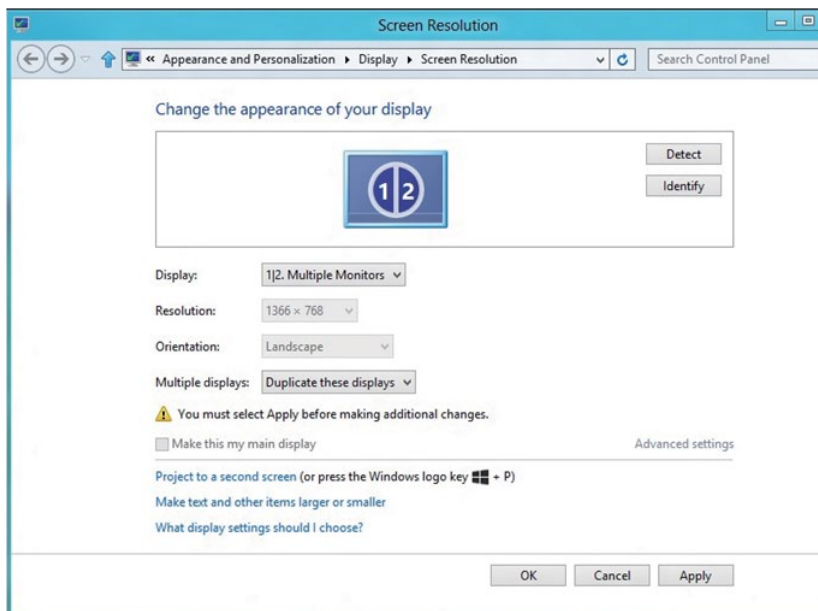 Screen Resolution
« Appearance and Personalization ▸ Display ▸ Screen Resolution Search Control Panel
Change the appearance of your display
1 2
Detect
Identify
Display: 1|2. Multiple Monitors
Resolution: 1366 × 768
Orientation: Landscape
Multiple displays: Duplicate these displays
You must select Apply before making additional changes.
Make this my main display Advanced settings
Project to a second screen (or press the Windows logo key + P)
Make text and other items larger or smaller
What display settings should I choose?
OK Cancel Apply